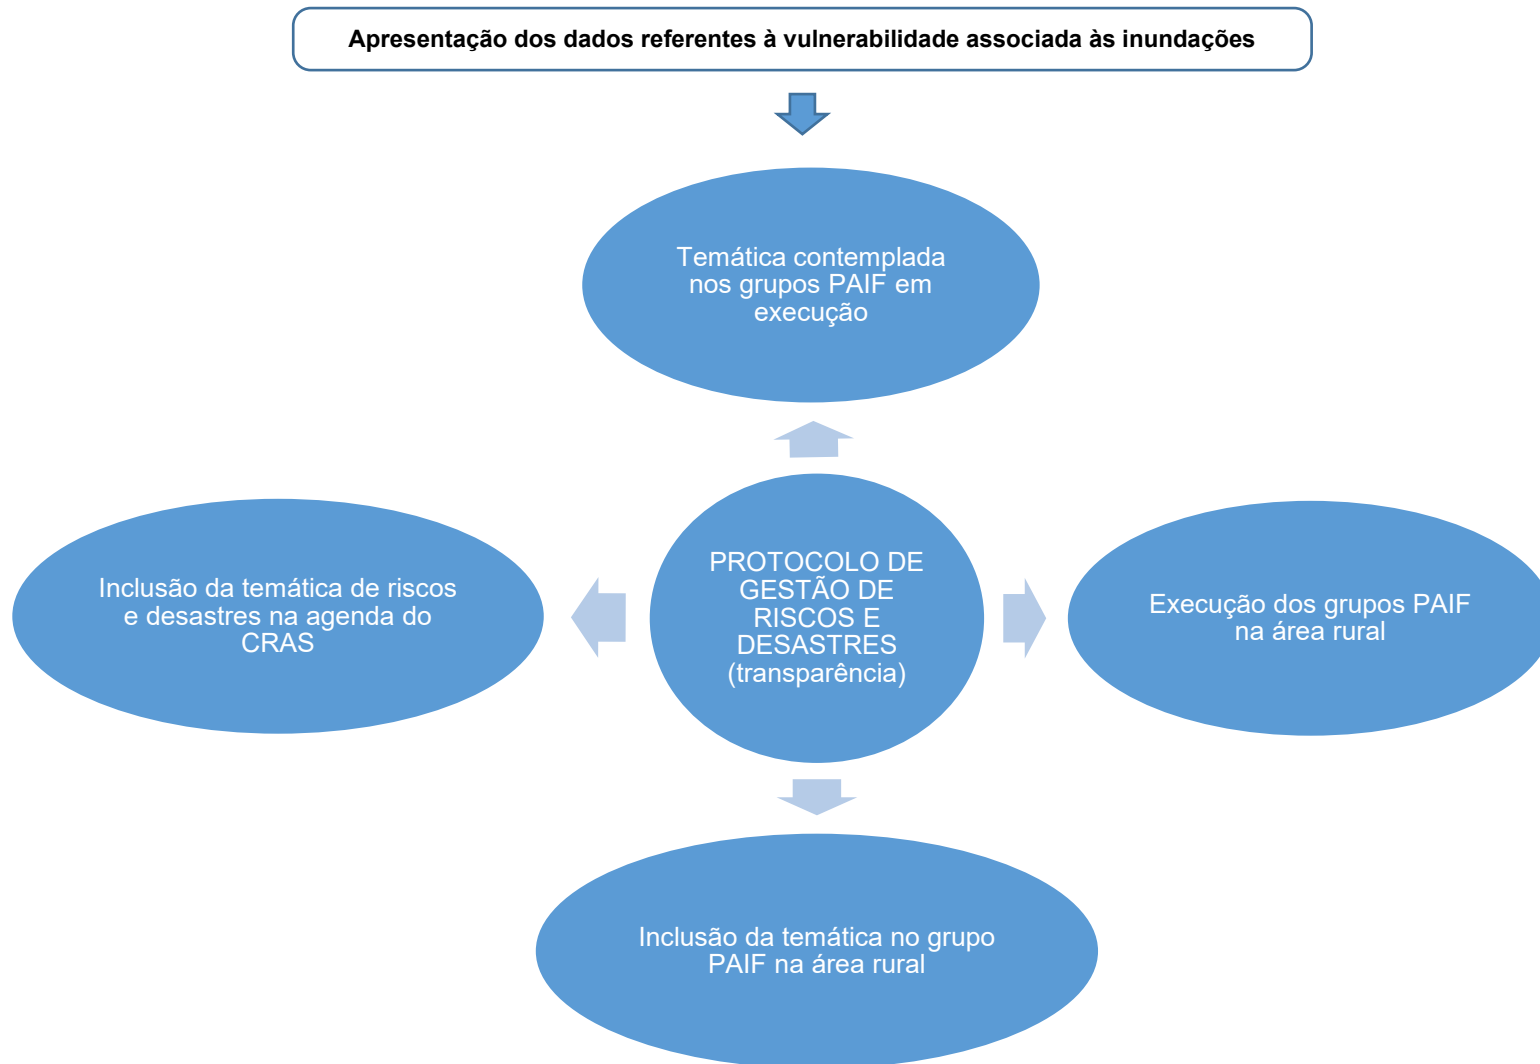 Apresentação dos dados referentes à vulnerabilidade associada às inundações
Temática contemplada
nos grupos PAIF em
execução
Inclusão da temática de riscos
e desastres na agenda do
CRAS
PROTOCOLO DE
GESTÃO DE
RISCOS E
DESASTRES
(transparência)
Execução dos grupos PAIF
na área rural
Inclusão da temática no grupo
PAIF na área rural